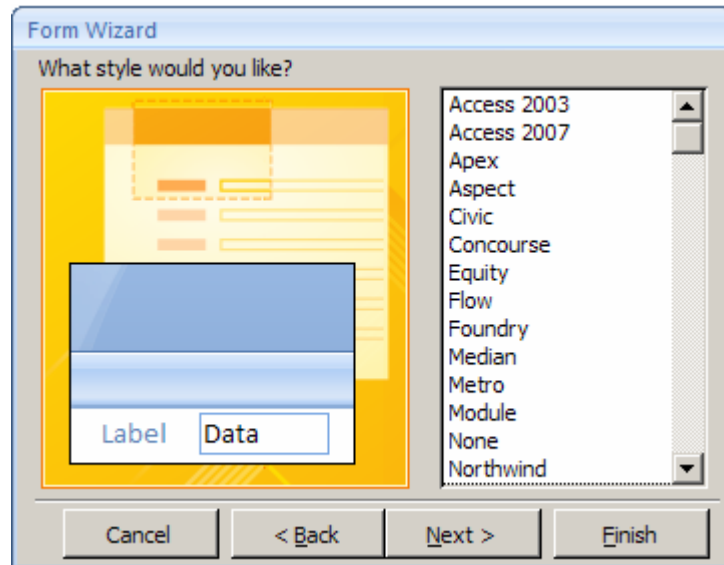 Form Wizard
What style would you like?
Access 2003
Access 2007
Apex
Aspect
Civic
Concourse
Equity
Flow
Foundry
Median
Metro
Module
None
Northwind
Label Data
Cancel < Back Next > Finish